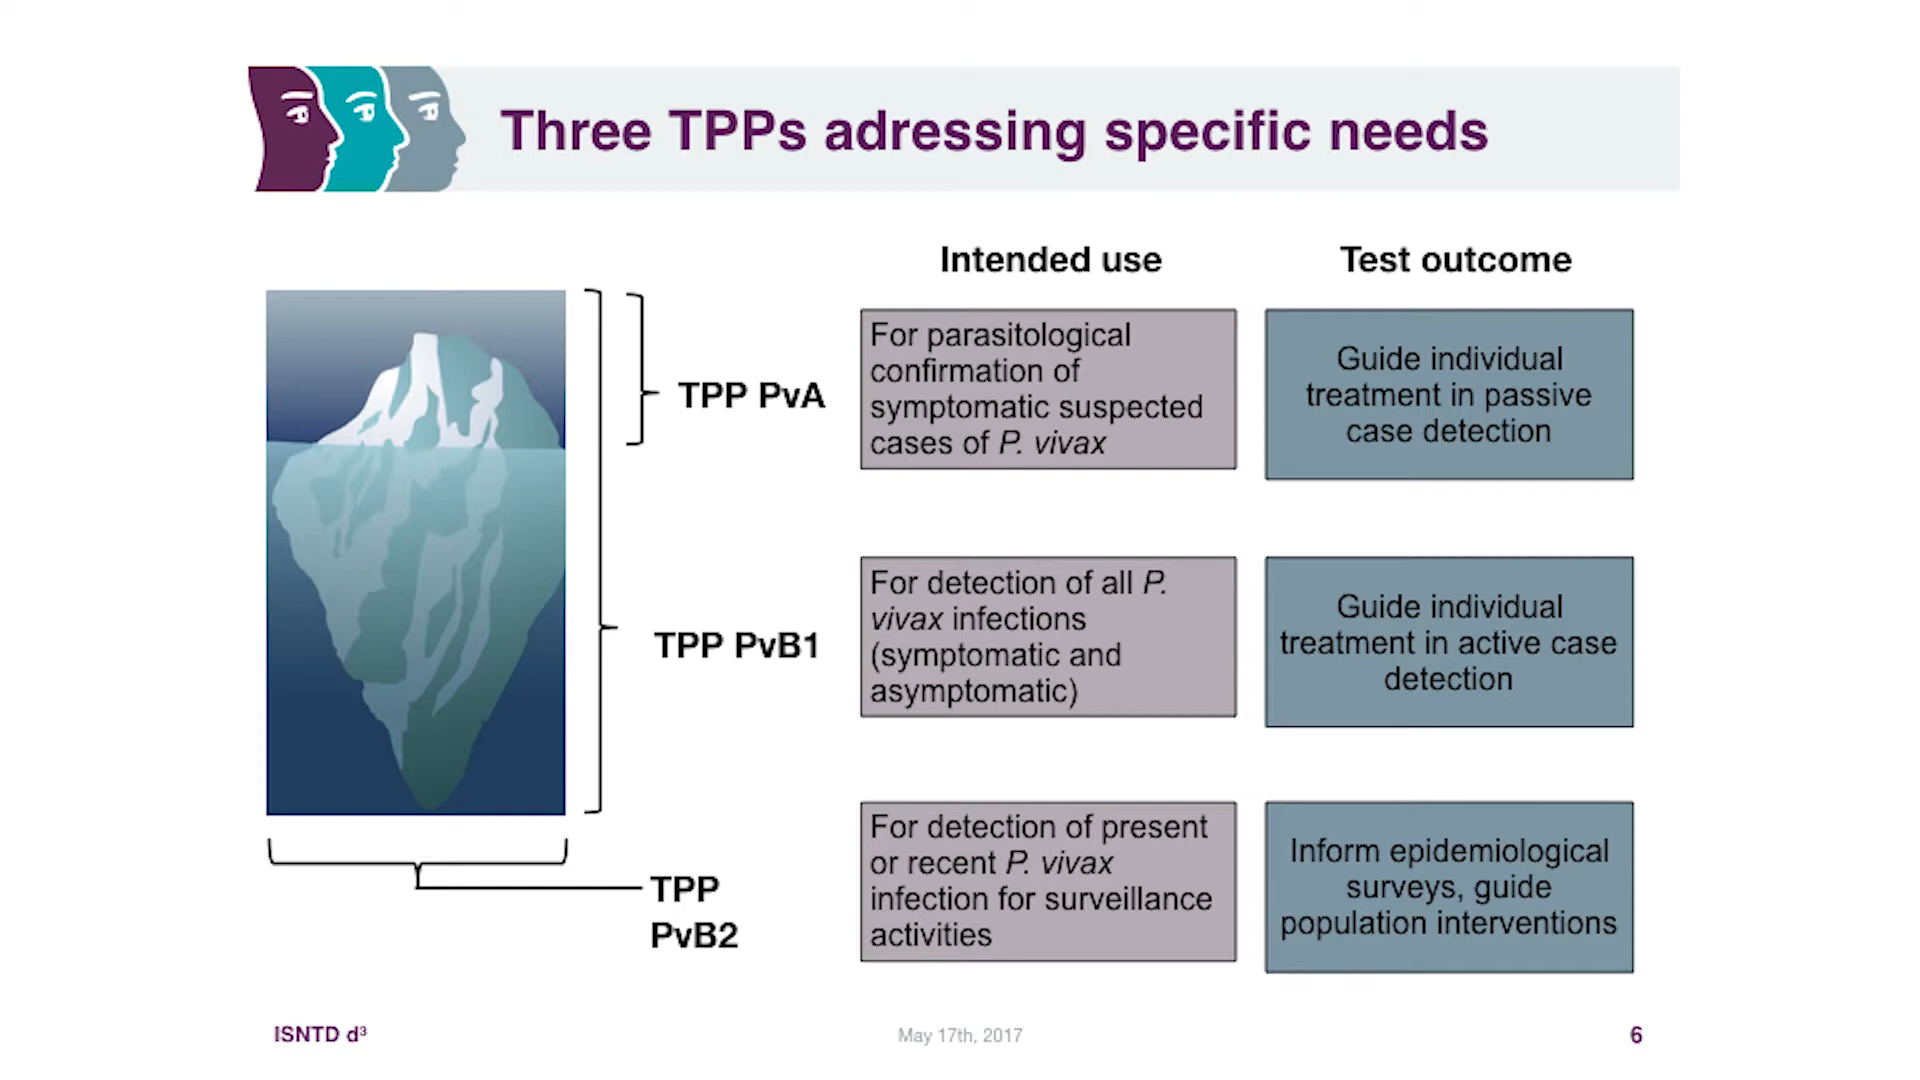 Three TPPs adressing specific needs
Intended use
Test outcome
TPP PvA
For parasitological
confirmation of
symptomatic suspected
cases of P. vivax
Guide individual
treatment in passive
case detection
TPP PvB1
For detection of all P.
vivax infections
(symptomatic and
asymptomatic)
Guide individual
treatment in active case
detection
TPP
PvB2
For detection of present
or recent P. vivax
infection for surveillance
activities
Inform epidemiological
surveys, guide
population interventions
ISNTD d³
May 17th, 2017
6